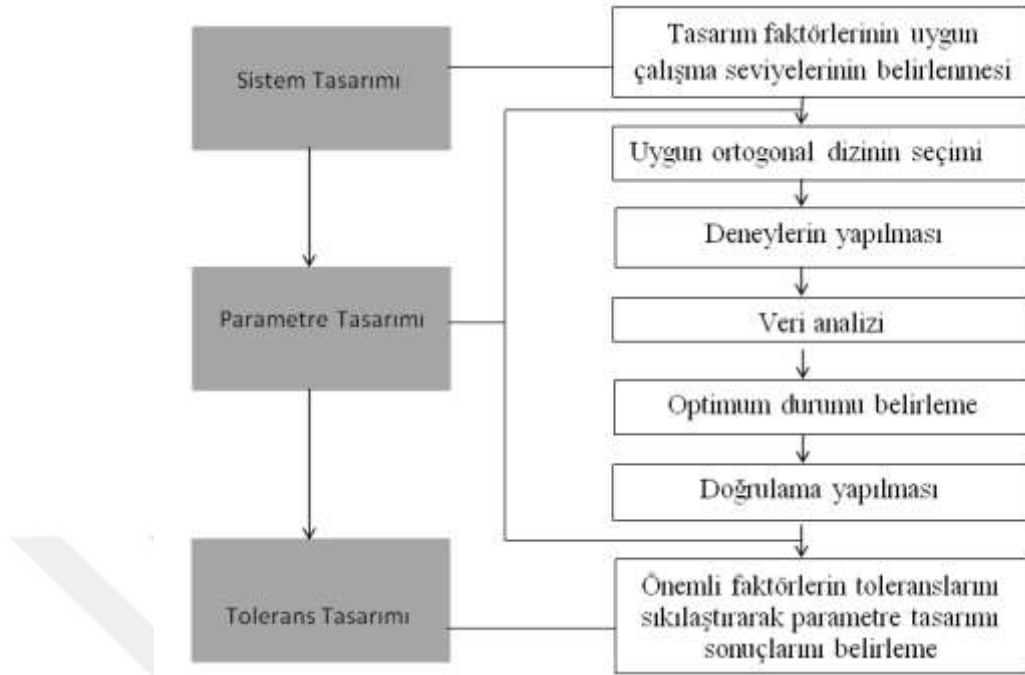 Sistem Tasarımı
Tasarım faktörlerinin uygun
çalışma seviyelerinin belirlenmesi
Parametre Tasarımı
Uygun ortogonal dizinin seçimi
Deneylerin yapılması
Veri analizi
Optimum durumu belirleme
Doğrulama yapılması
Tolerans Tasarımı
Önemli faktörlerin toleranslarını
sıkılaştırarak parametre tasarımı
sonuçlarını belirleme